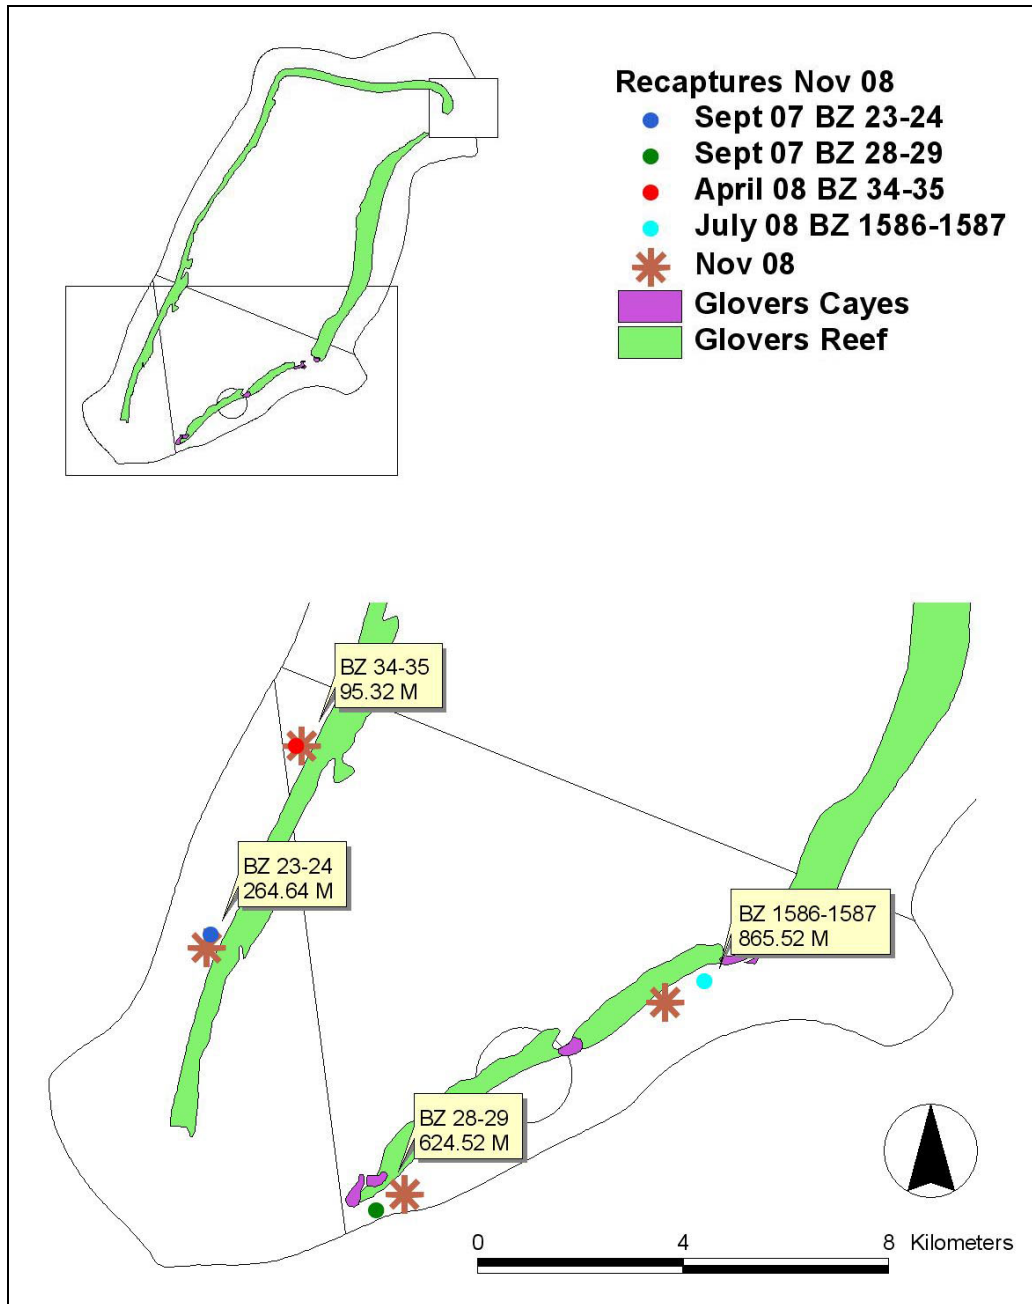 Recaptures Nov 08
Sept 07 BZ 23-24
Sept 07 BZ 28-29
April 08 BZ 34-35
July 08 BZ 1586-1587
Nov 08
Glovers Cayes
Glovers Reef
BZ 34-35
95.32 M
BZ 23-24
264.64 M
BZ 1586-1587
865.52 M
BZ 28-29
624.52 M
0 4 8 Kilometers